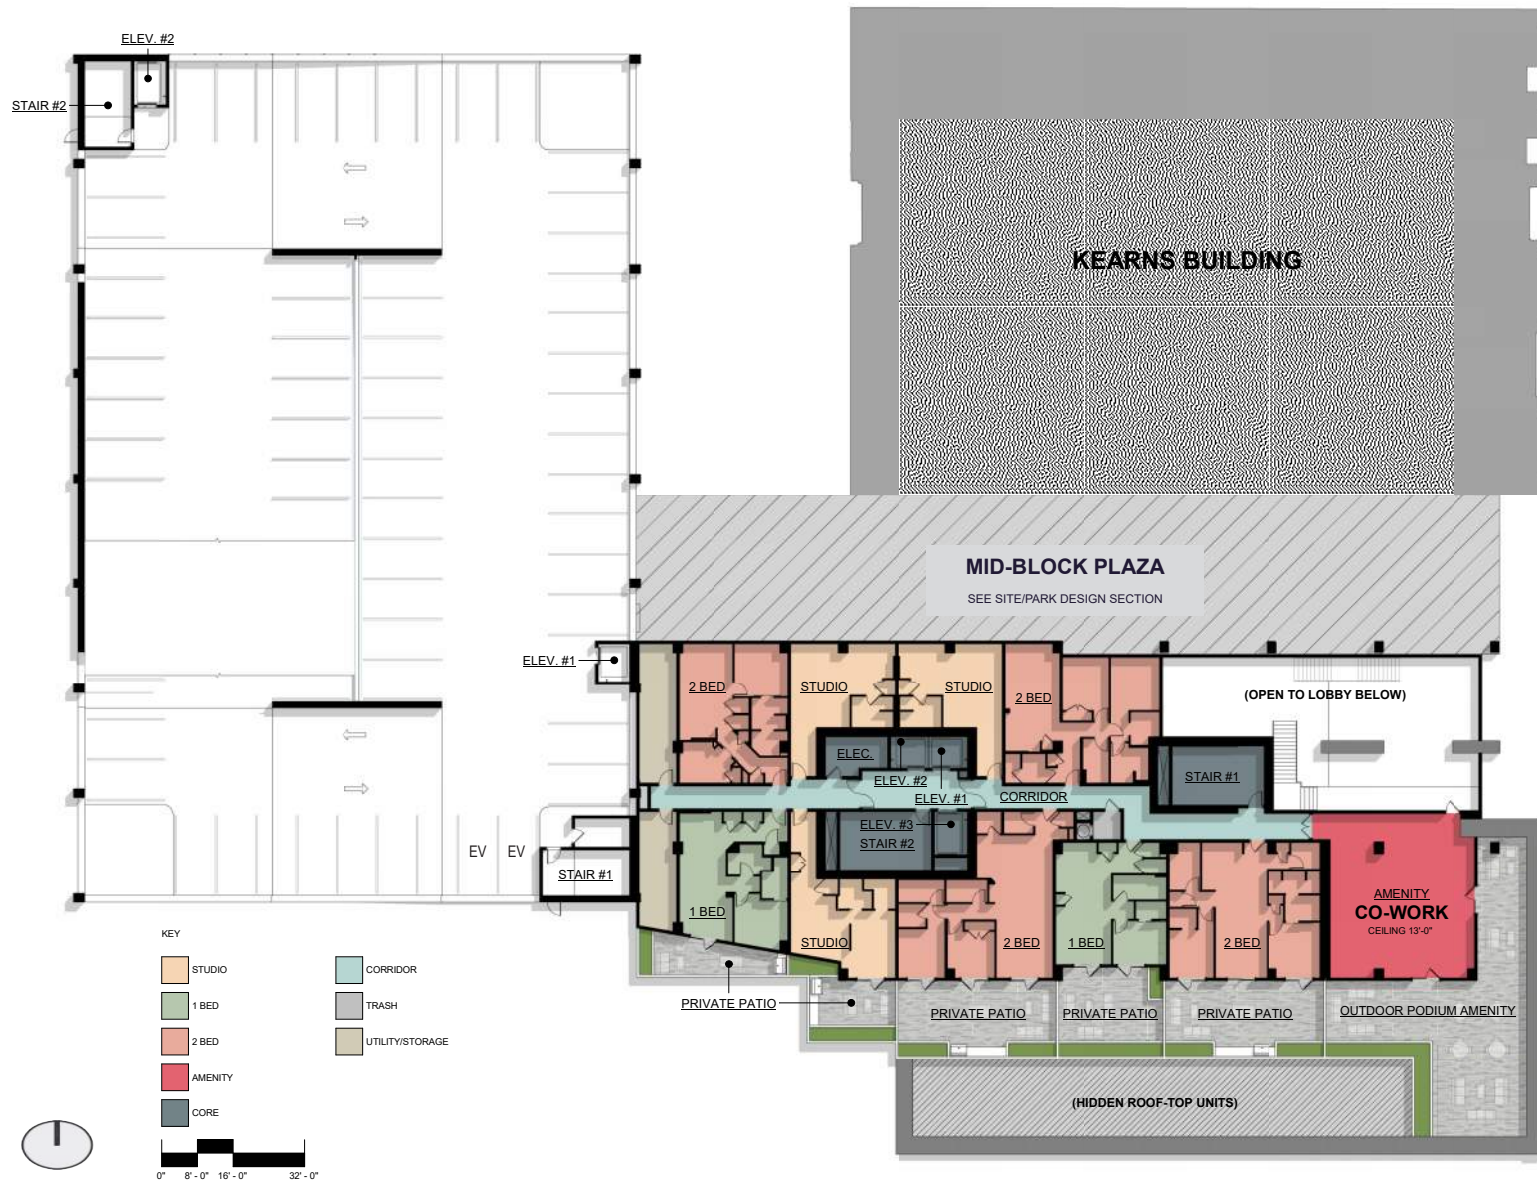 ELEV. #2
STAIR #2
KEARNS BUILDING
MID-BLOCK PLAZA
SEE SITE/PARK DESIGN SECTION
ELEV. #1
2 BED
STUDIO
STUDIO
2 BED
(OPEN TO LOBBY BELOW)
ELEC.
ELEV. #2
STAIR #1
ELEV. #1
CORRIDOR
ELEV. #3
STAIR #2
EV
EV
STAIR #1
1 BED
STUDIO
2 BED
1 BED
2 BED
AMENITY
CO-WORK
CEILING 13'-0"
PRIVATE PATIO
PRIVATE PATIO
PRIVATE PATIO
PRIVATE PATIO
OUTDOOR PODIUM AMENITY
(HIDDEN ROOF-TOP UNITS)
KEY
STUDIO
1 BED
2 BED
AMENITY
CORE
CORRIDOR
TRASH
UTILITY/STORAGE
0" 8' - 0" 16' - 0" 32' - 0"